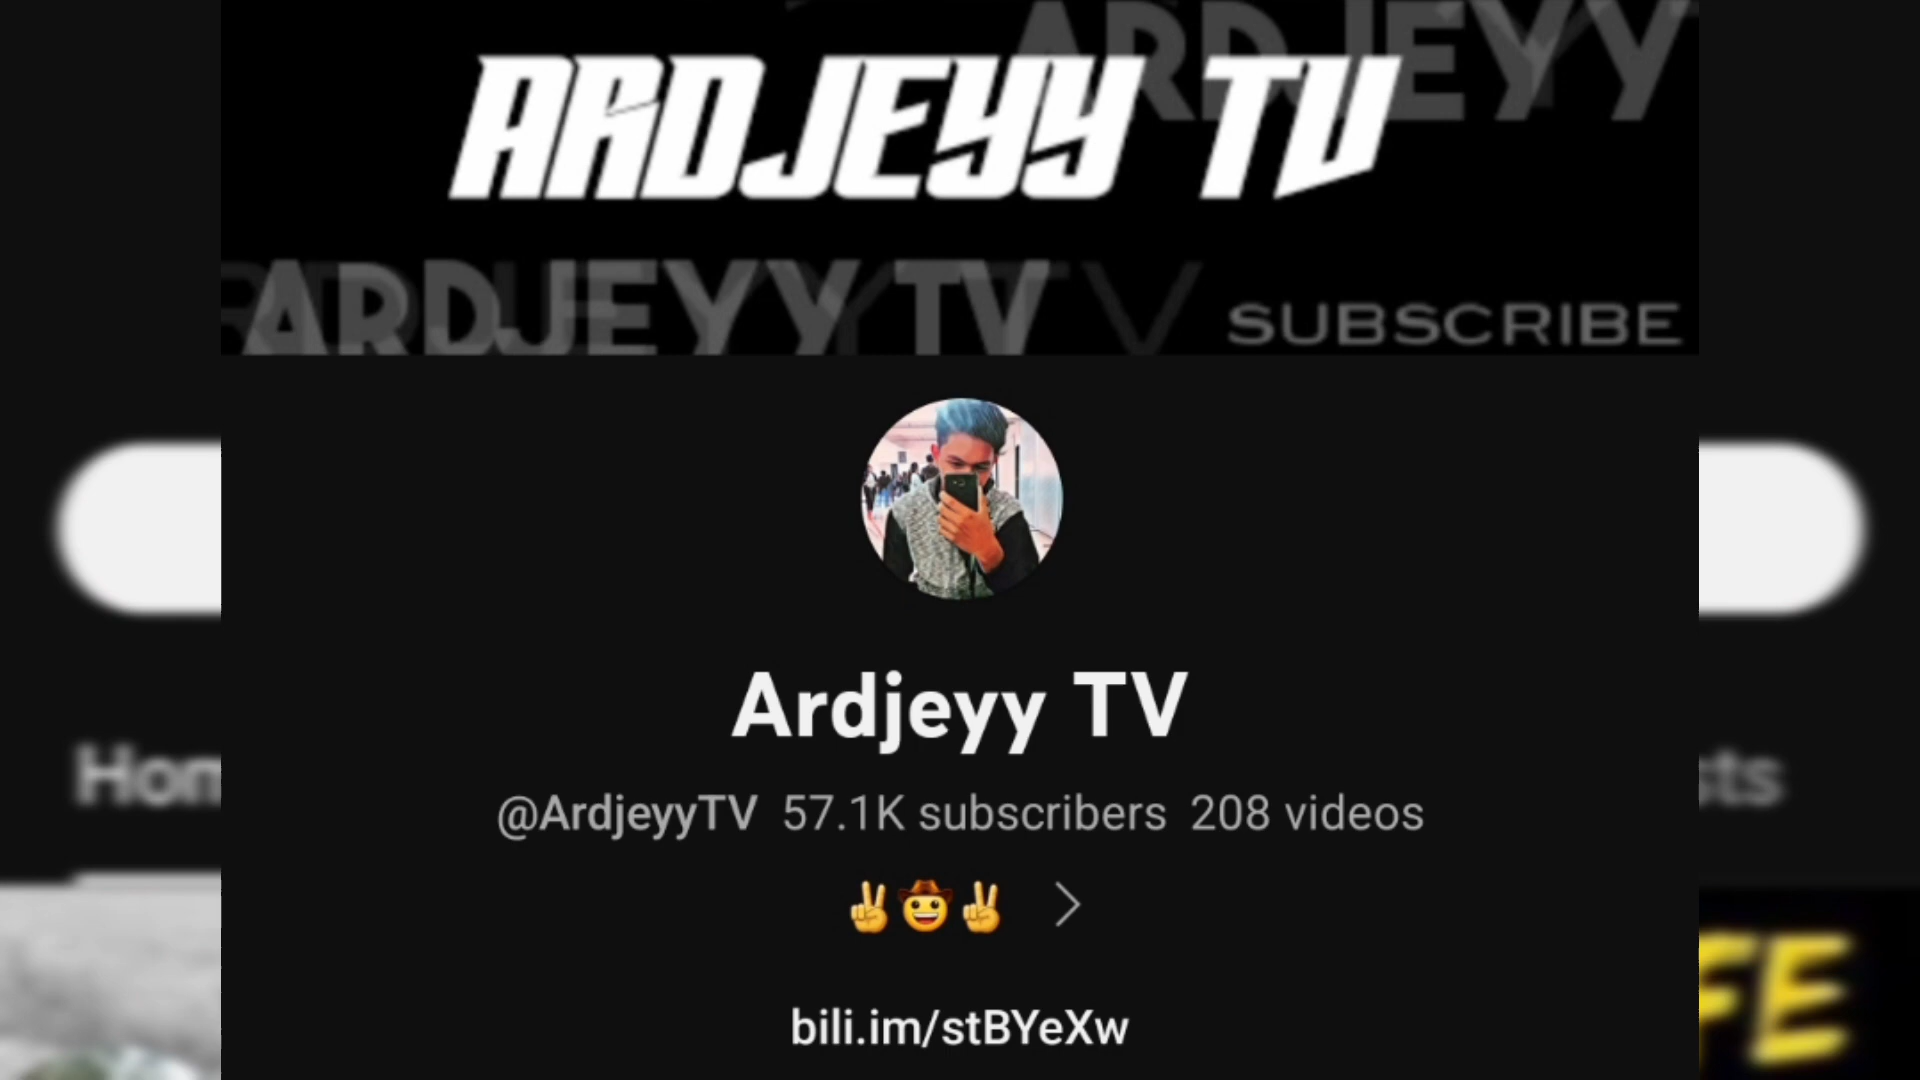 ARDJEYY
ARDJEYY TV
ARDJEYY TV
SUBSCRIBE
Ardjeyy TV
@ArdjeyyTV 57.1K subscribers 208 videos
✌️🤠✌️ >
bili.im/stBYeXw